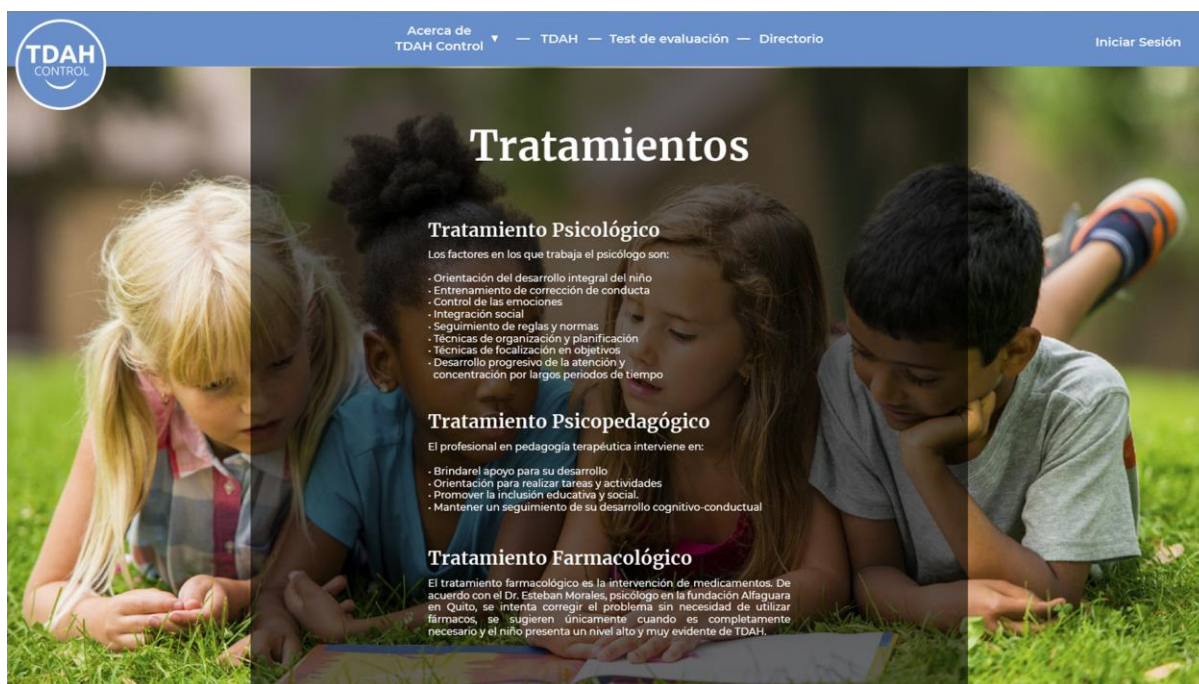 TDAH
CONTROL
Acerca de
TDAH Control ▼ — TDAH — Test de evaluación — Directorio
Iniciar Sesión
Tratamientos
Tratamiento Psicológico
Los factores en los que trabaja el psicólogo son:
• Orientación del desarrollo integral del niño
• Entrenamiento de corrección de conducta
• Control de las emociones
• Integración social
• Seguimiento de reglas y normas
• Técnicas de organización y planificación
• Técnicas de focalización en objetivos
• Desarrollo progresivo de la atención y
concentración por largos periodos de tiempo
Tratamiento Psicopedagógico
El profesional en pedagogía terapéutica interviene en:
• Brindarel apoyo para su desarrollo
• Orientación para realizar tareas y actividades
• Promover la inclusión educativa y social.
• Mantener un seguimiento de su desarrollo cognitivo-conductual
Tratamiento Farmacológico
El tratamiento farmacológico es la intervención de medicamentos. De
acuerdo con el Dr. Esteban Morales, psicólogo en la fundación Alfaguara
en Quito, se intenta corregir el problema sin necesidad de utilizar
fármacos, se sugieren únicamente cuando es completamente
necesario y el niño presenta un nivel alto y muy evidente de TDAH.